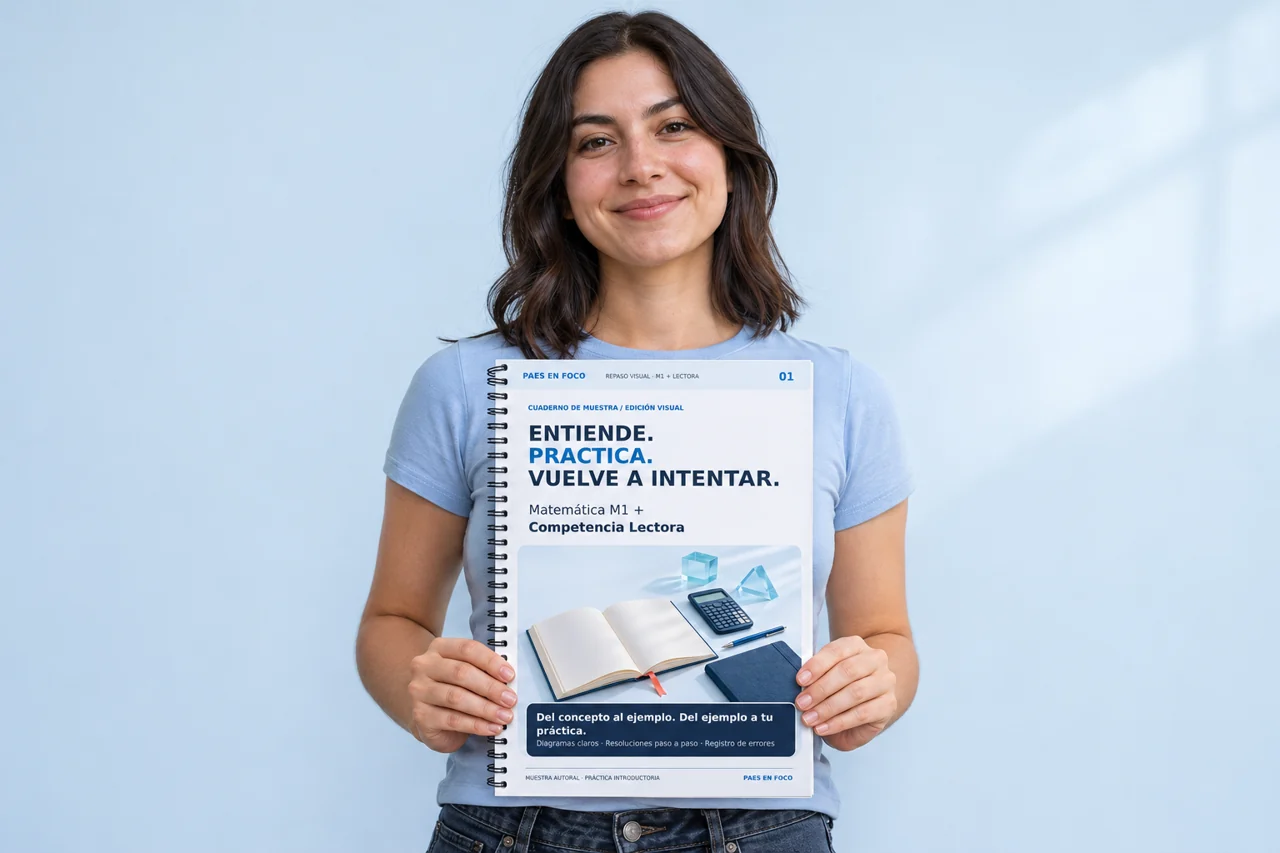 PAES EN FOCO REPASO VISUAL · M1 + LECTORA 01
CUADERNO DE MUESTRA / EDICIÓN VISUAL
ENTIENDE.
PRACTICA.
VUELVE A INTENTAR.
Matemática M1 +
Competencia Lectora
Del concepto al ejemplo. Del ejemplo a tu
práctica.
Diagramas claros · Resoluciones paso a paso · Registro de errores
MUESTRA AUTORAL · PRÁCTICA INTRODUCTORIA PAES EN FOCO